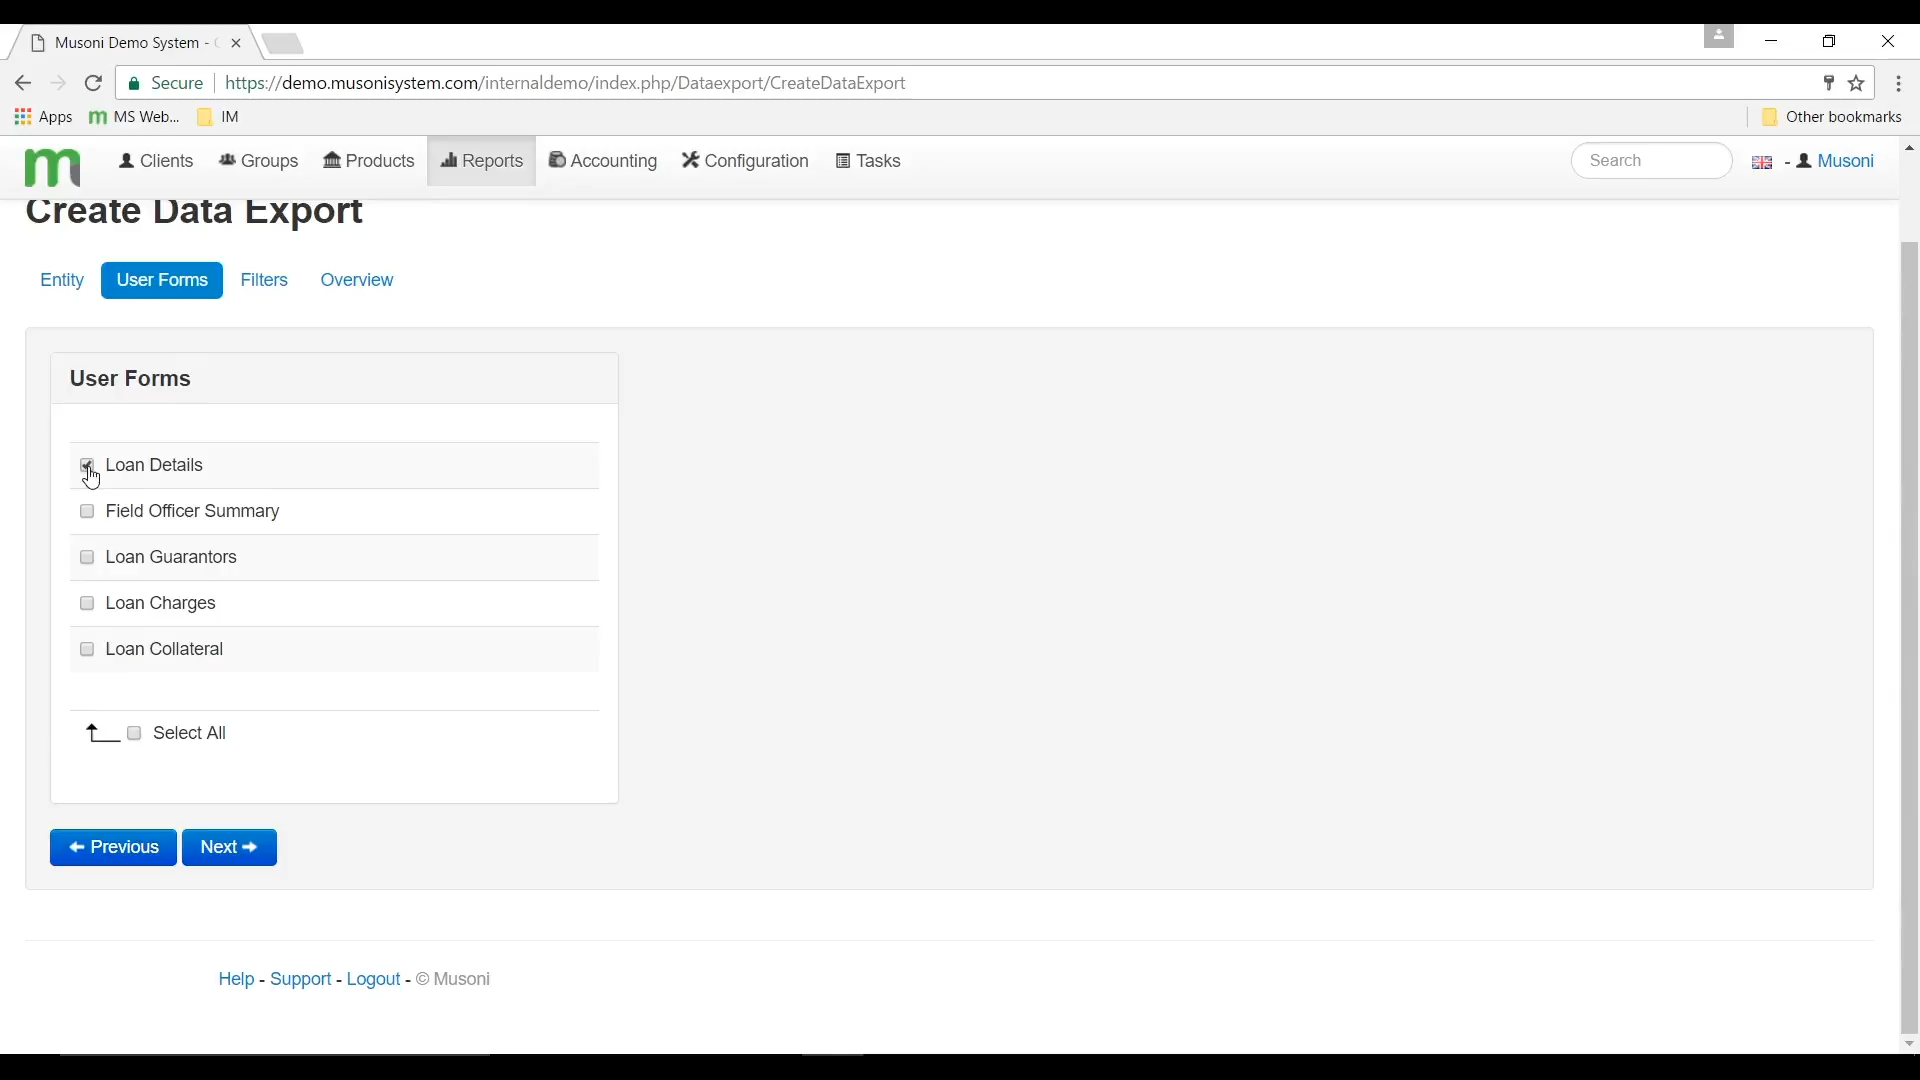 Musoni Demo System -
Secure https://demo.musonisystem.com/internaldemo/index.php/Dataexport/CreateDataExport
Apps MS Web... IM Other bookmarks
m Clients Groups Products Reports Accounting Configuration Tasks Search - Musoni
Create Data Export
Entity User Forms Filters Overview
User Forms
Loan Details
Field Officer Summary
Loan Guarantors
Loan Charges
Loan Collateral
Select All
Previous Next
Help - Support - Logout - © Musoni